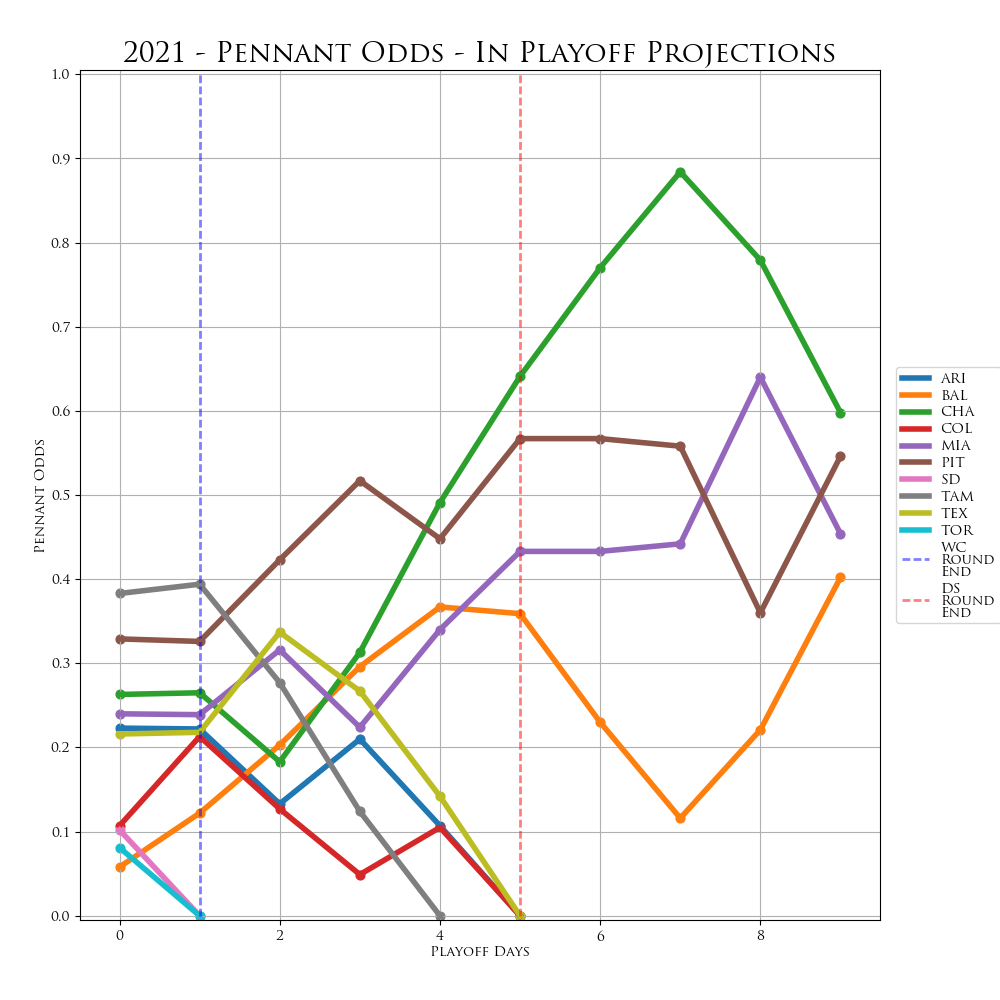 2021 - Pennant Odds - In Playoff Projections
1.0
0.9
0.8
0.7
0.6
0.5
0.4
0.3
0.2
0.1
0.0
Pennant Odds
0 2 4 6 8
Playoff Days
ARI
BAL
CHA
COL
MIA
PIT
SD
TAM
TEX
TOR
WC
Round
End
DS
Round
End